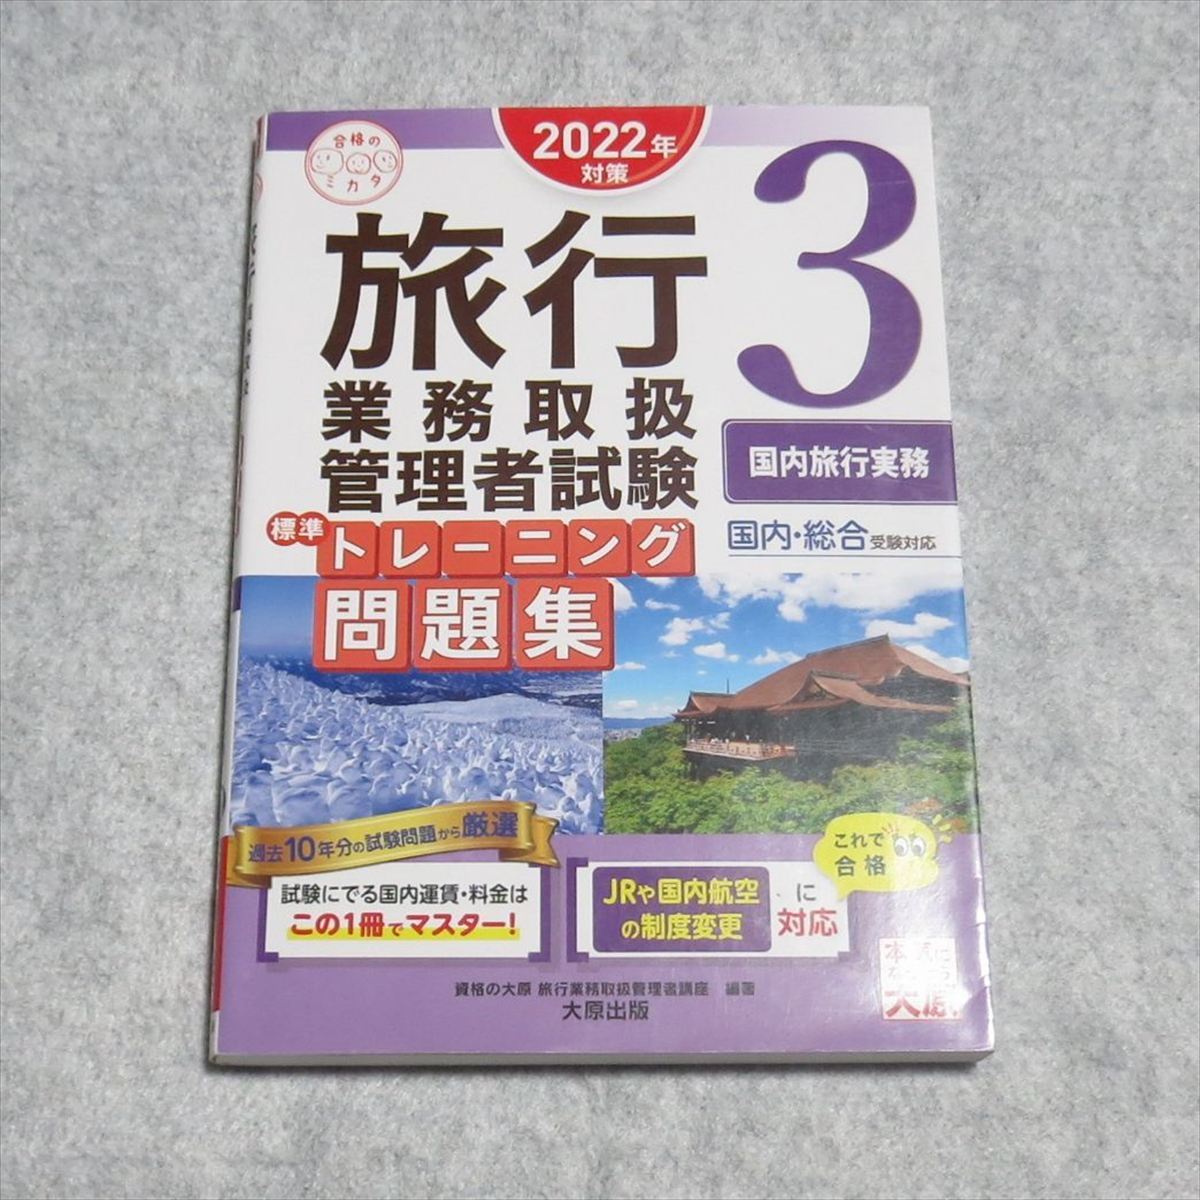 合格の
ミカタ
2022年
対策
3
旅行
業務取扱
管理者試験
国内旅行実務
国内・総合受験対応
標準
トレーニング
問題集
過去10年分の試験問題から厳選
試験にでる国内運賃・料金は
この1冊でマスター!
これで
合格
JRや国内航空
の制度変更
に
対応
資格の大原 旅行業務取扱管理者講座 編著
大原出版
大原